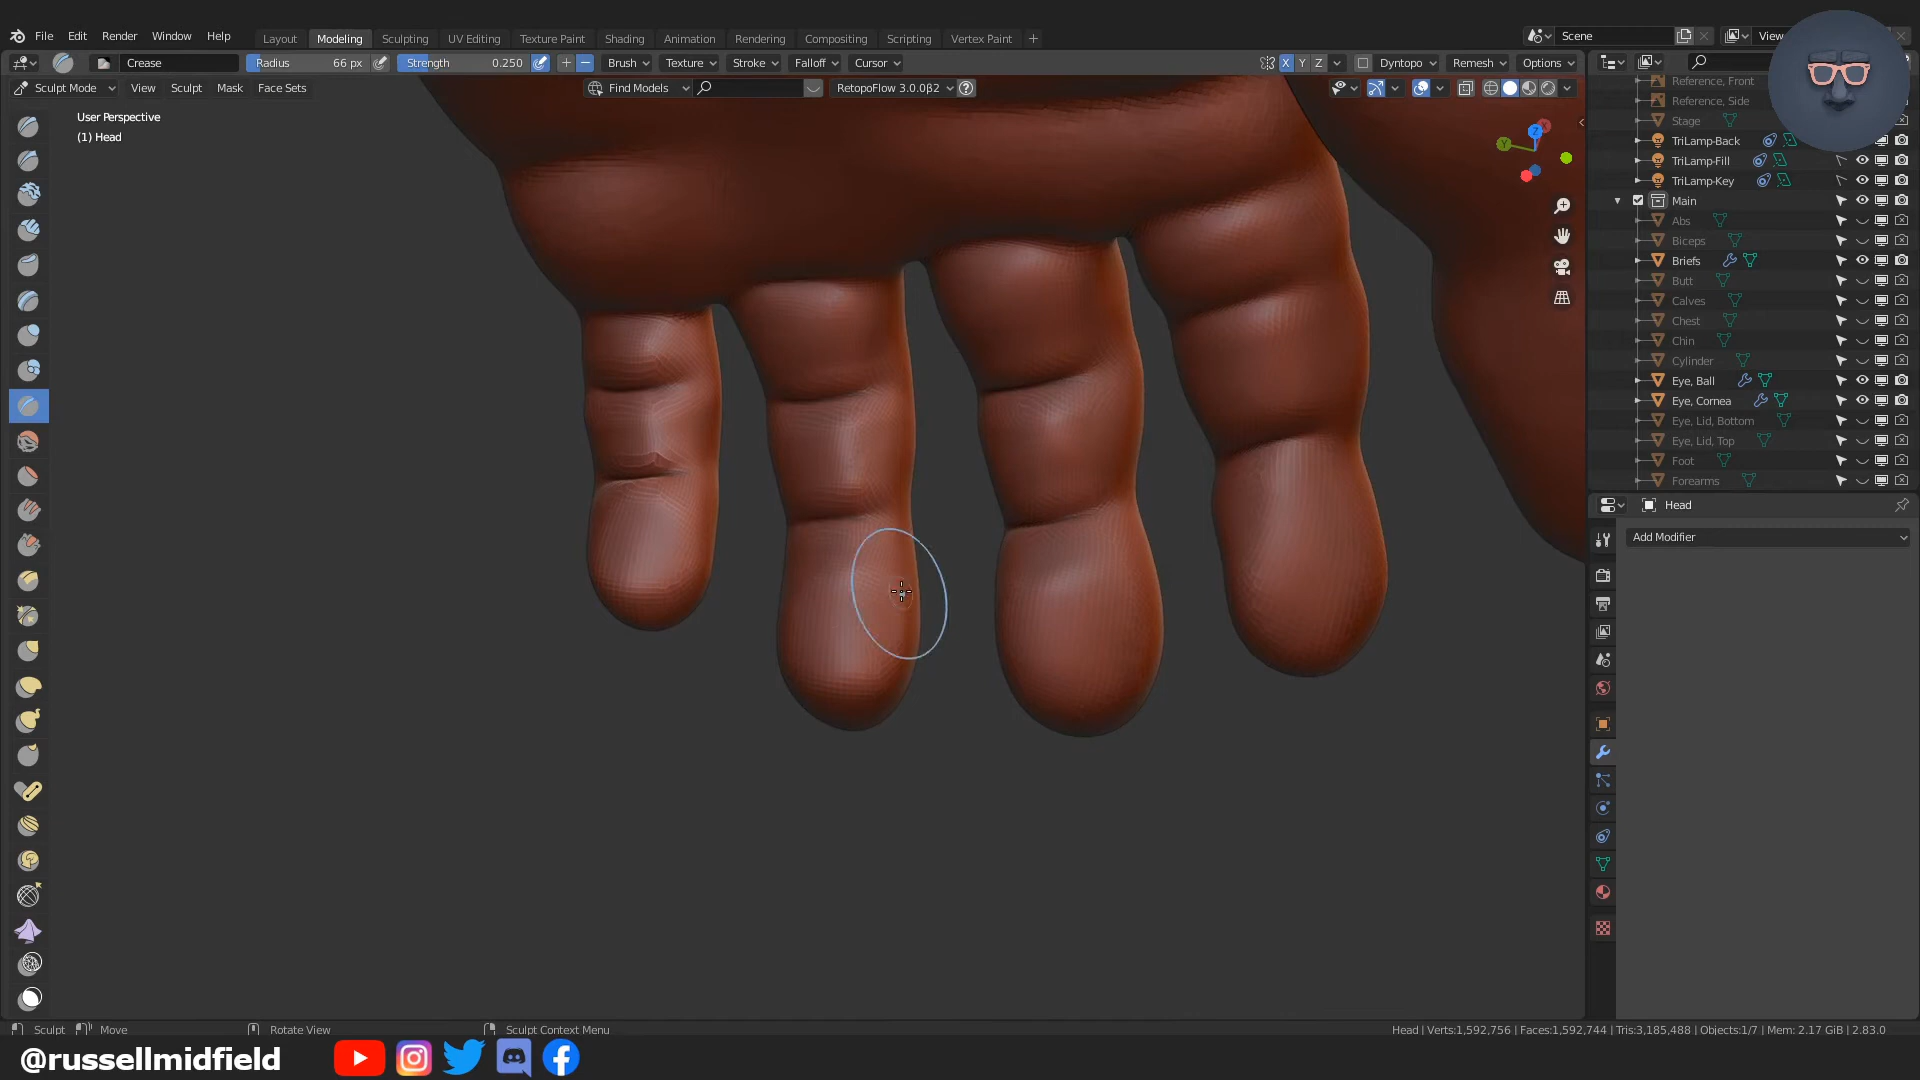 File Edit Render Window Help Layout Modeling Sculpting UV Editing Texture Paint Shading Animation Rendering Compositing Scripting Vertex Paint + Scene View
Crease Radius 66 px Strength 0.250 Brush Texture Stroke Falloff Cursor X Y Z Dyntopo Remesh Options
Sculpt Mode View Sculpt Mask Face Sets Find Models RetopoFlow 3.0.0β2
User Perspective
(1) Head
Z
Y
X
Reference, Front
Reference, Side
Stage
TriLamp-Back
TriLamp-Fill
TriLamp-Key
Main
Abs
Biceps
Briefs
Butt
Calves
Chest
Chin
Cylinder
Eye, Ball
Eye, Cornea
Eye, Lid, Bottom
Eye, Lid, Top
Foot
Forearms
Head
Add Modifier
Sculpt Move Rotate View Sculpt Context Menu Head | Verts:1,592,756 | Faces:1,592,744 | Tris:3,185,488 | Objects:1/7 | Mem: 2.17 GiB | 2.83.0
@russellmidfield